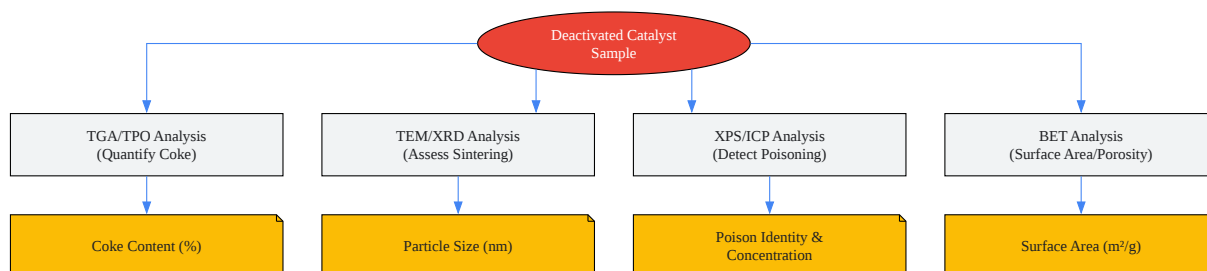 Deactivated Catalyst
Sample
TGA/TPO Analysis
(Quantify Coke)
TEM/XRD Analysis
(Assess Sintering)
XPS/ICP Analysis
(Detect Poisoning)
BET Analysis
(Surface Area/Porosity)
Coke Content (%)
Particle Size (nm)
Poison Identity &
Concentration
Surface Area (m²/g)